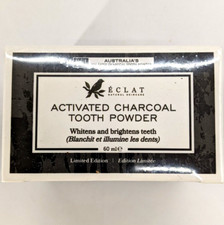 AUSTRALIA'S
ÉCLAT
NATURAL SKINCARE
ACTIVATED CHARCOAL
TOOTH POWDER
Whitens and brightens teeth
(Blanchit et illumine les dents)
60 ml ℮
Limited Edition | Edition Limitée